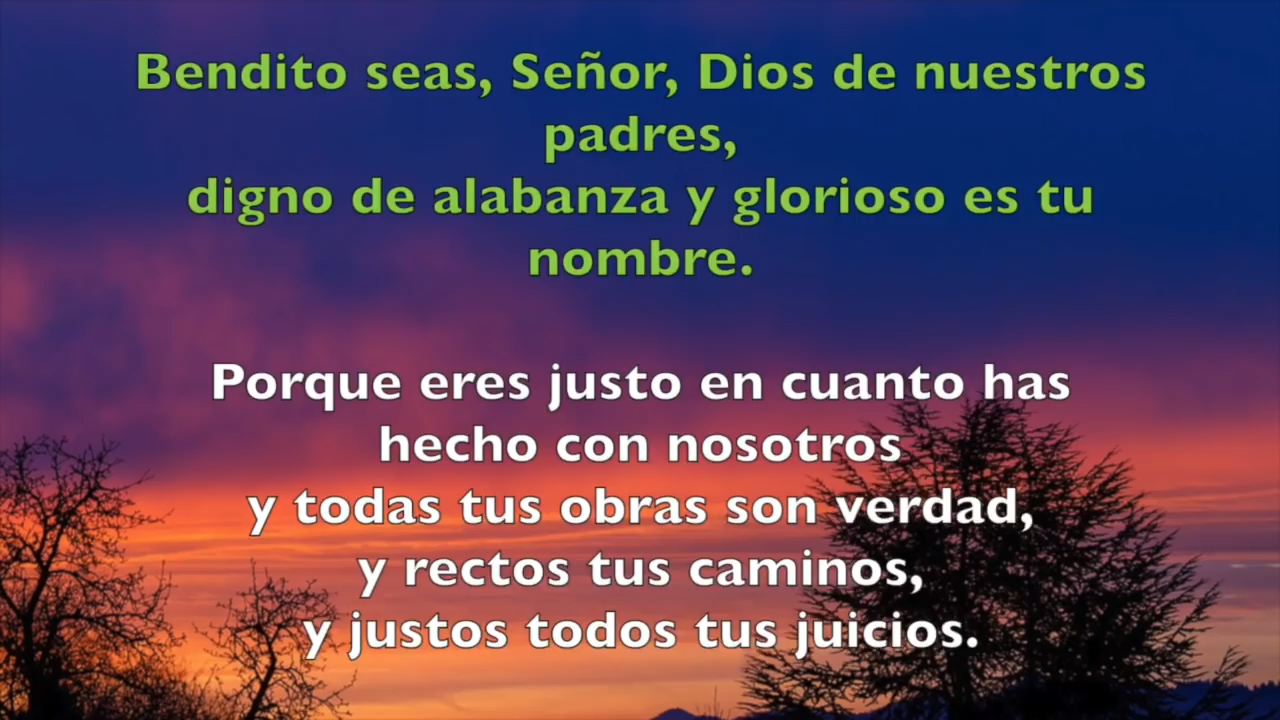 Bendito seas, Señor, Dios de nuestros
padres,
digno de alabanza y glorioso es tu
nombre.
Porque eres justo en cuanto has
hecho con nosotros
y todas tus obras son verdad,
y rectos tus caminos,
y justos todos tus juicios.